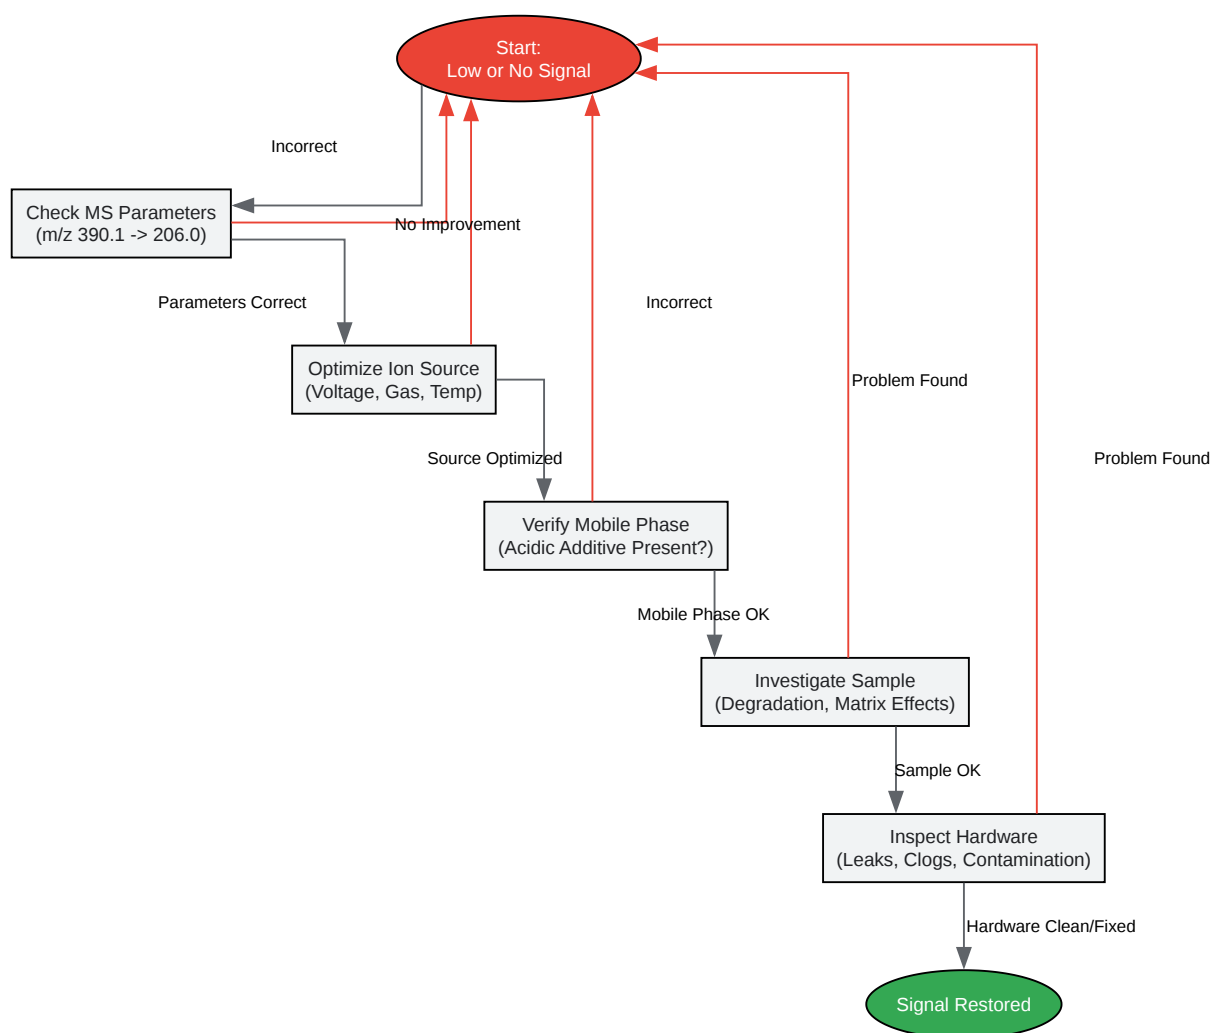 Start:
Low or No Signal
Incorrect
Check MS Parameters
(m/z 390.1 -> 206.0)
No Improvement
Parameters Correct
Incorrect
Optimize Ion Source
(Voltage, Gas, Temp)
Problem Found
Source Optimized
Problem Found
Verify Mobile Phase
(Acidic Additive Present?)
Mobile Phase OK
Investigate Sample
(Degradation, Matrix Effects)
Sample OK
Inspect Hardware
(Leaks, Clogs, Contamination)
Hardware Clean/Fixed
Signal Restored